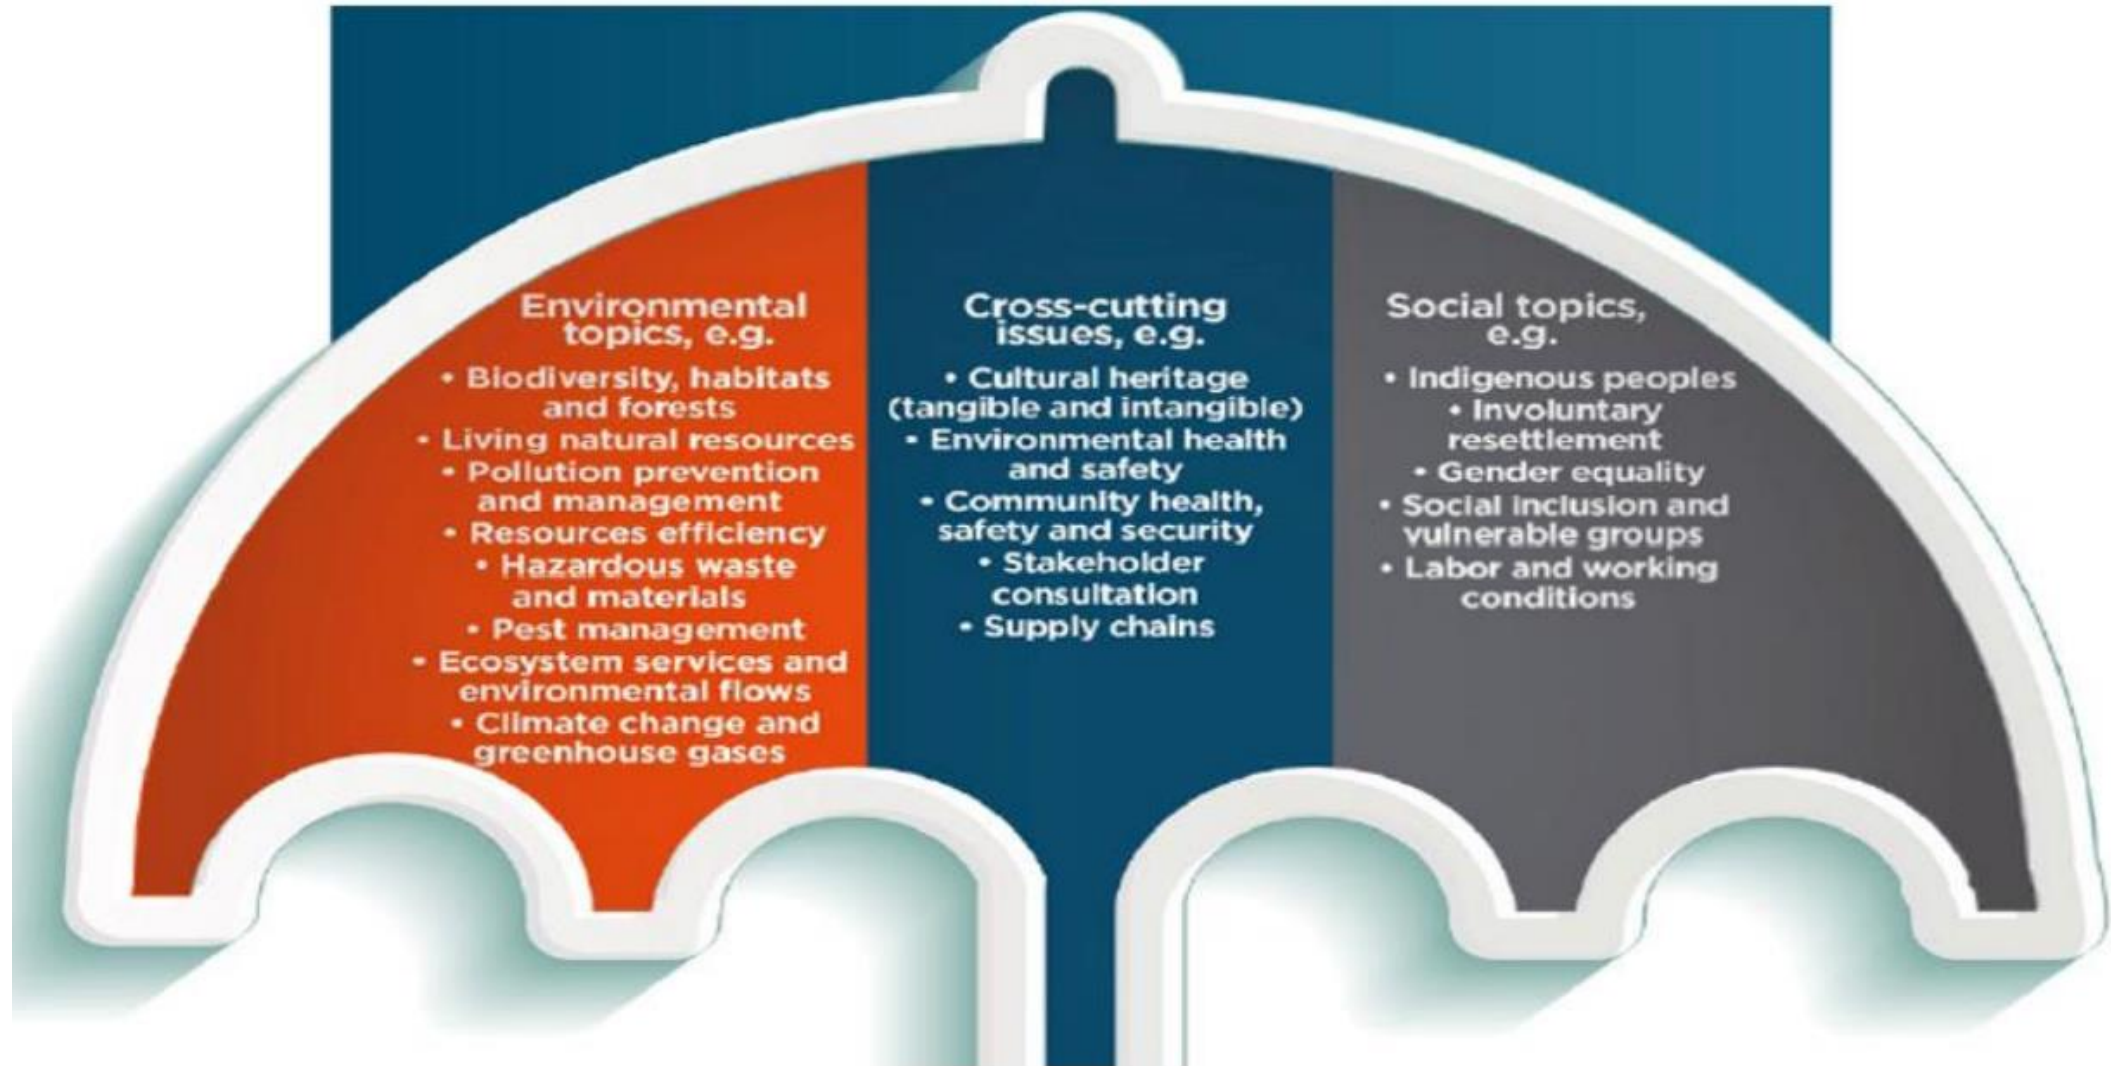 Environmental
topics, e.g.
• Biodiversity, habitats
and forests
• Living natural resources
• Pollution prevention
and management
• Resources efficiency
• Hazardous waste
and materials
• Pest management
• Ecosystem services and
environmental flows
• Climate change and
greenhouse gases
Cross-cutting
issues, e.g.
• Cultural heritage
(tangible and intangible)
• Environmental health
and safety
• Community health,
safety and security
• Stakeholder
consultation
• Supply chains
Social topics,
e.g.
• Indigenous peoples
• Involuntary
resettlement
• Gender equality
• Social inclusion and
vulnerable groups
• Labor and working
conditions